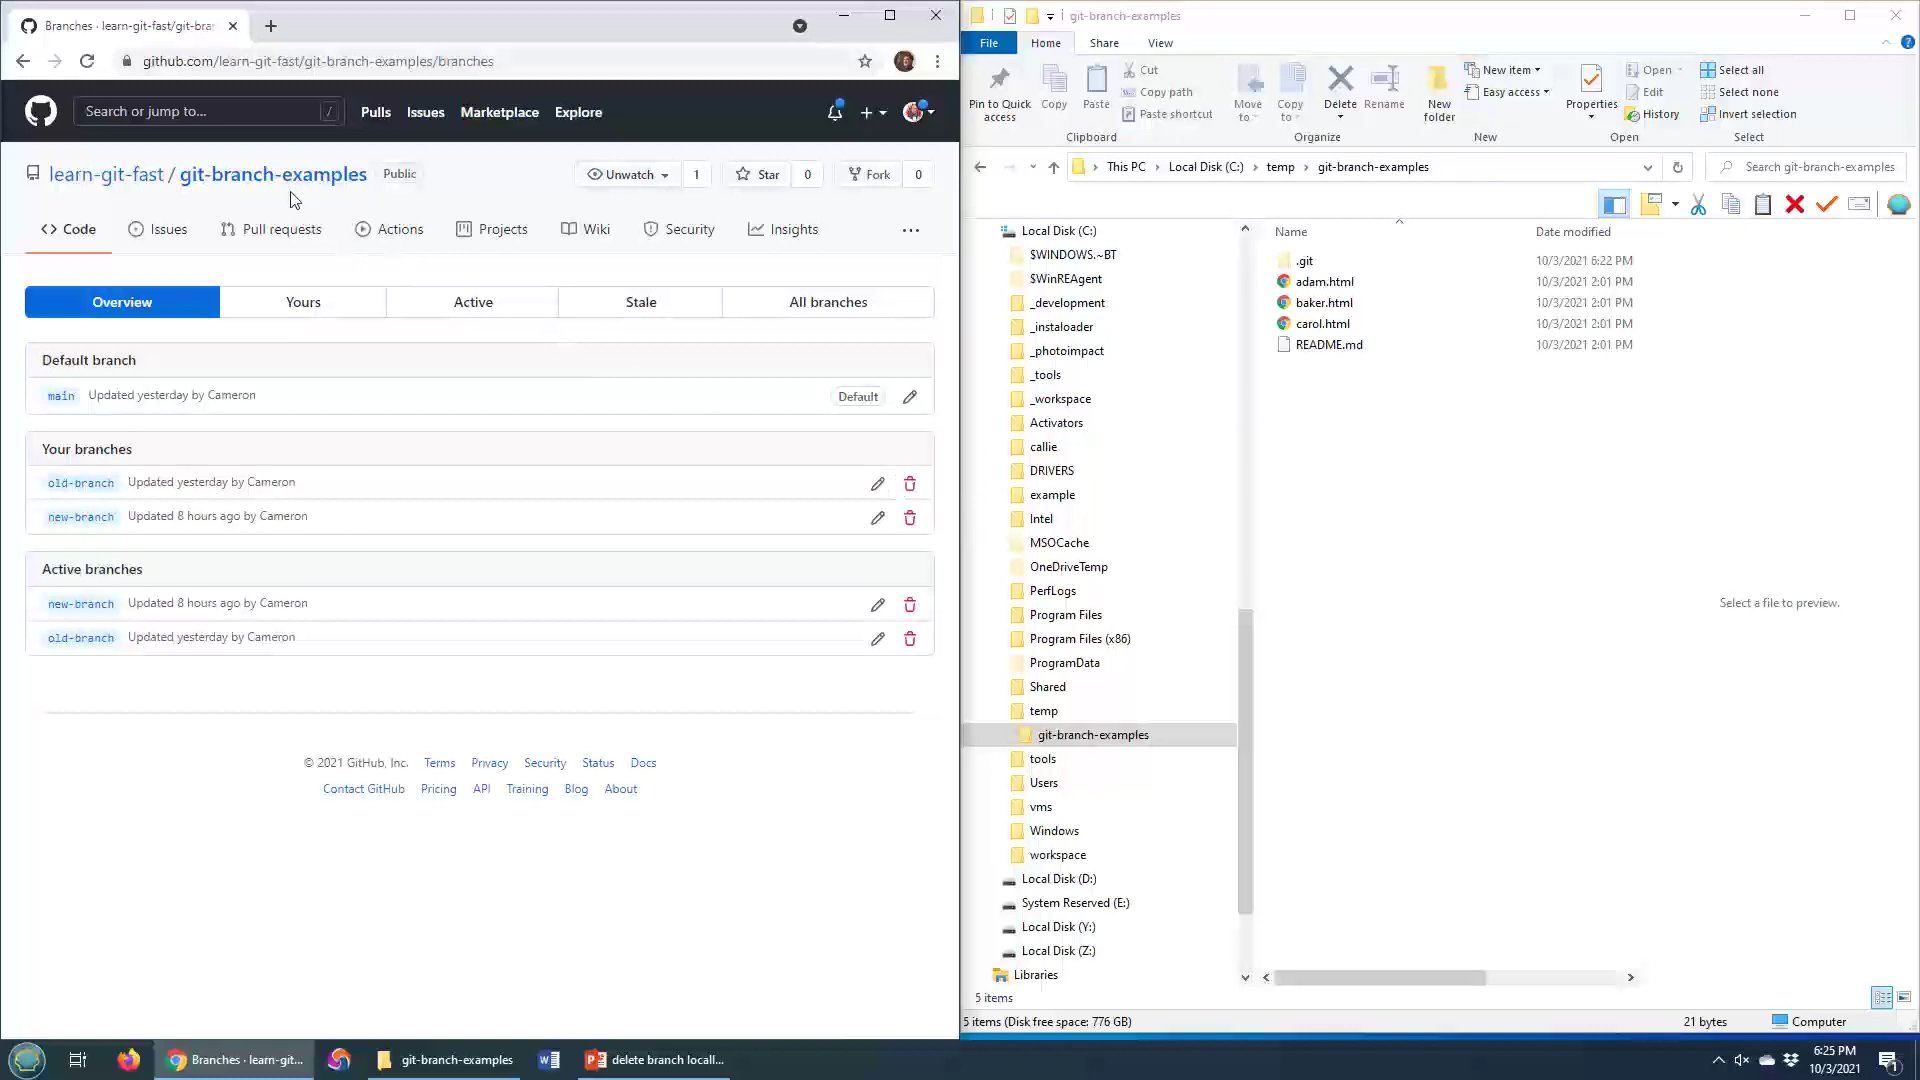 Branches · learn-git-fast/git-bra
github.com/learn-git-fast/git-branch-examples/branches
Search or jump to...
/
Pulls
Issues
Marketplace
Explore
learn-git-fast / git-branch-examples
Public
Unwatch
1
Star
0
Fork
0
Code
Issues
Pull requests
Actions
Projects
Wiki
Security
Insights
Overview
Yours
Active
Stale
All branches
Default branch
main Updated yesterday by Cameron
Default
Your branches
old-branch Updated yesterday by Cameron
new-branch Updated 8 hours ago by Cameron
Active branches
new-branch Updated 8 hours ago by Cameron
old-branch Updated yesterday by Cameron
© 2021 GitHub, Inc. Terms Privacy Security Status Docs
Contact GitHub Pricing API Training Blog About
git-branch-examples
File
Home
Share
View
Pin to Quick access
Copy
Paste
Cut
Copy path
Paste shortcut
Clipboard
Move to
Copy to
Delete
Rename
Organize
New folder
New item
Easy access
New
Properties
Open
Edit
History
Open
Select all
Select none
Invert selection
Select
This PC > Local Disk (C:) > temp > git-branch-examples
Search git-branch-examples
Local Disk (C:)
$WINDOWS.~BT
$WinREAgent
_development
_instaloader
_photoimpact
_tools
_workspace
Activators
callie
DRIVERS
example
Intel
MSOCache
OneDriveTemp
PerfLogs
Program Files
Program Files (x86)
ProgramData
Shared
temp
git-branch-examples
tools
Users
vms
Windows
workspace
Local Disk (D:)
System Reserved (E:)
Local Disk (Y:)
Local Disk (Z:)
Libraries
Name
Date modified
.git 10/3/2021 6:22 PM
adam.html 10/3/2021 2:01 PM
baker.html 10/3/2021 2:01 PM
carol.html 10/3/2021 2:01 PM
README.md 10/3/2021 2:01 PM
Select a file to preview.
5 items
5 items (Disk free space: 776 GB)
21 bytes
Computer
Branches · learn-git...
git-branch-examples
delete branch locall...
6:25 PM
10/3/2021
1